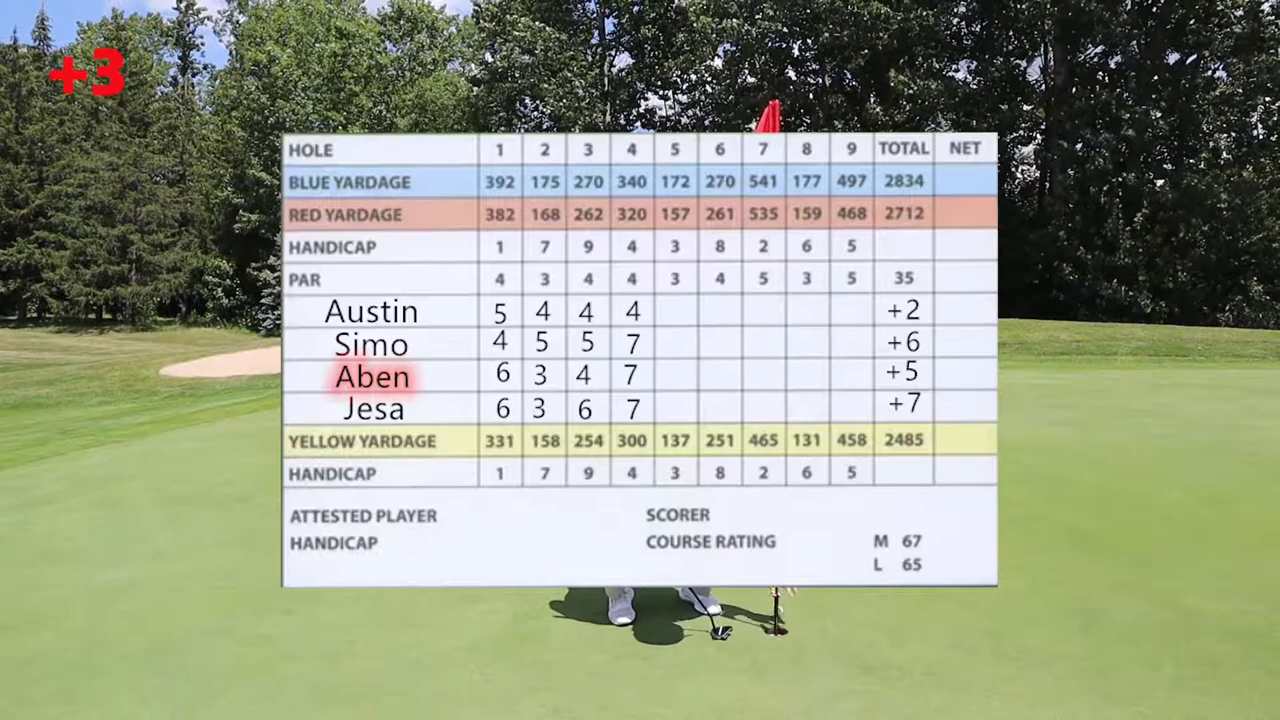 +3
HOLE 1 2 3 4 5 6 7 8 9 TOTAL NET
BLUE YARDAGE 392 175 270 340 172 270 541 177 497 2834
RED YARDAGE 382 168 262 320 157 261 535 159 468 2712
HANDICAP 1 7 9 4 3 8 2 6 5
PAR 4 3 4 4 3 4 5 3 5 35
Austin 5 4 4 4 +2
Simo 4 5 5 7 +6
Aben 6 3 4 7 +5
Jesa 6 3 6 7 +7
YELLOW YARDAGE 331 158 254 300 137 251 465 131 458 2485
HANDICAP 1 7 9 4 3 8 2 6 5
ATTESTED PLAYER SCORER
HANDICAP COURSE RATING M 67
L 65